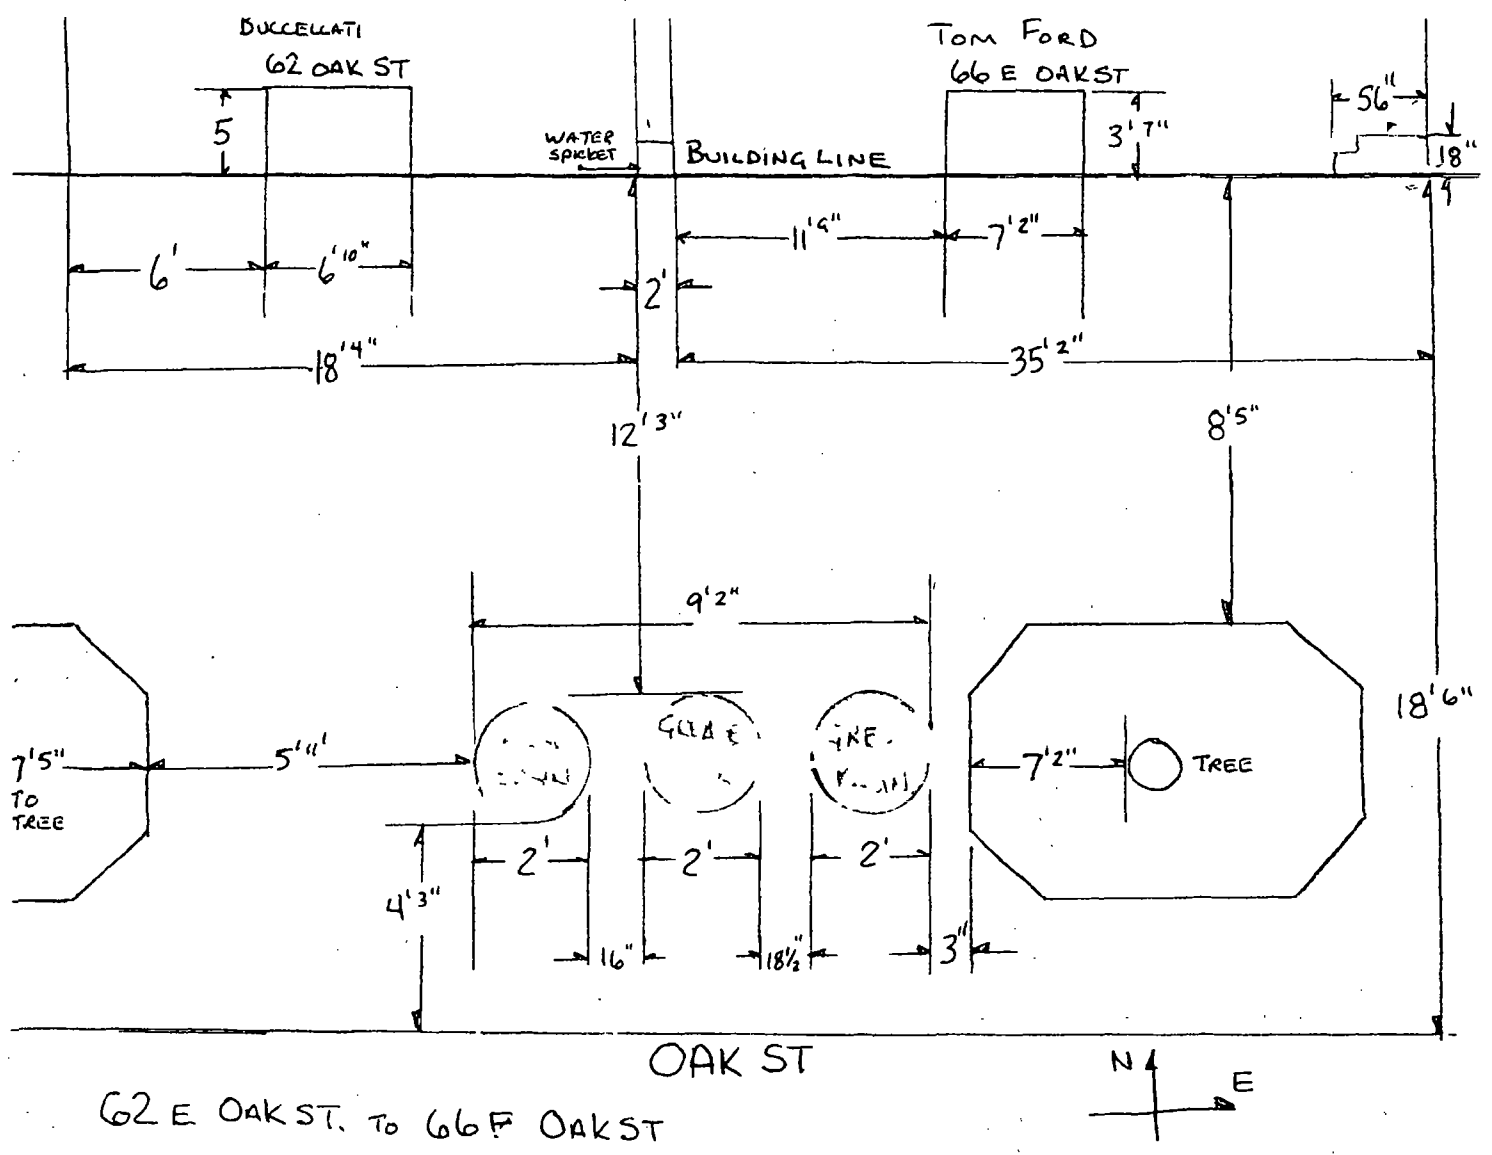 BUCCELLATI
62 OAK ST
TOM FORD
66 E OAK ST
56"
5
WATER
SPICKET
BUILDING LINE
3'7"
18"
11'9"
7'2"
6'
6'10"
2'
18'4"
35'2"
12'3"
8'5"
9'2"
18'6"
7'5"
TO
TREE
5'11"
7'2"
TREE
2'
2'
2'
4'3"
16"
18½"
3"
OAK ST
N
E
62 E OAK ST. TO 66 E OAK ST